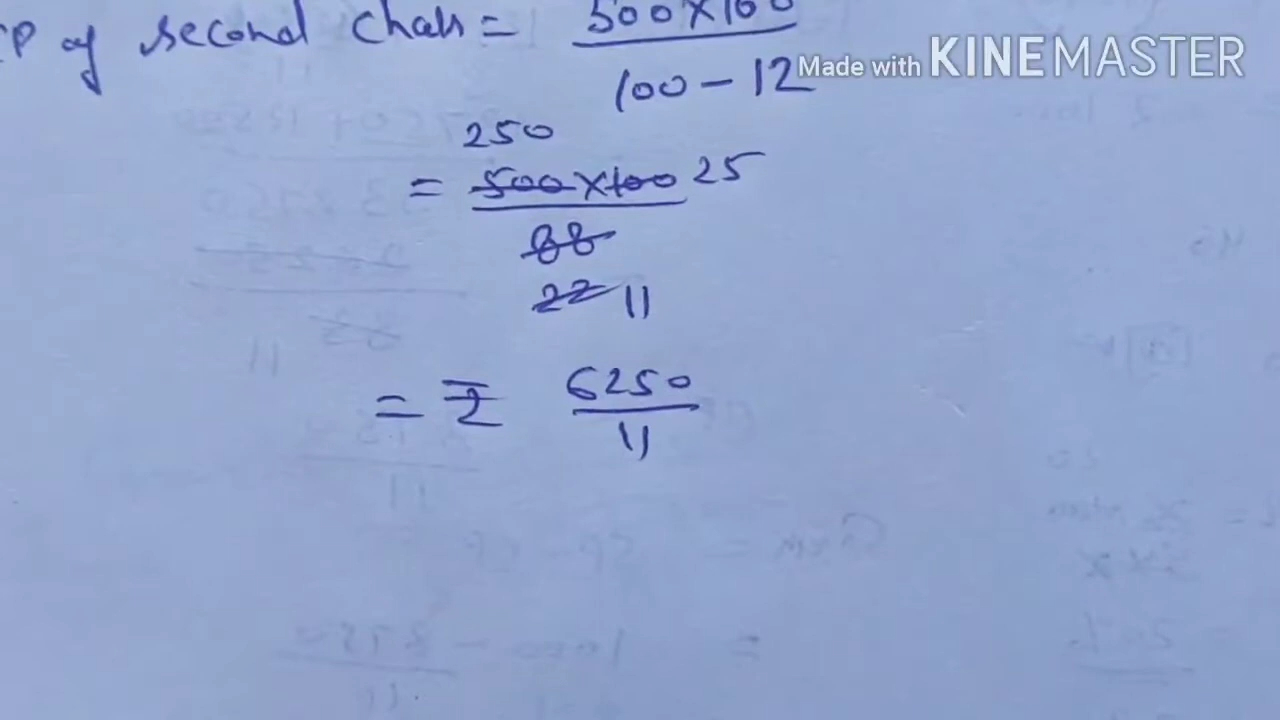 CP of second chair = 500×100
100 - 12
Made with KINEMASTER
250
= 500×100 25
88
22 11
= ₹ 6250
11